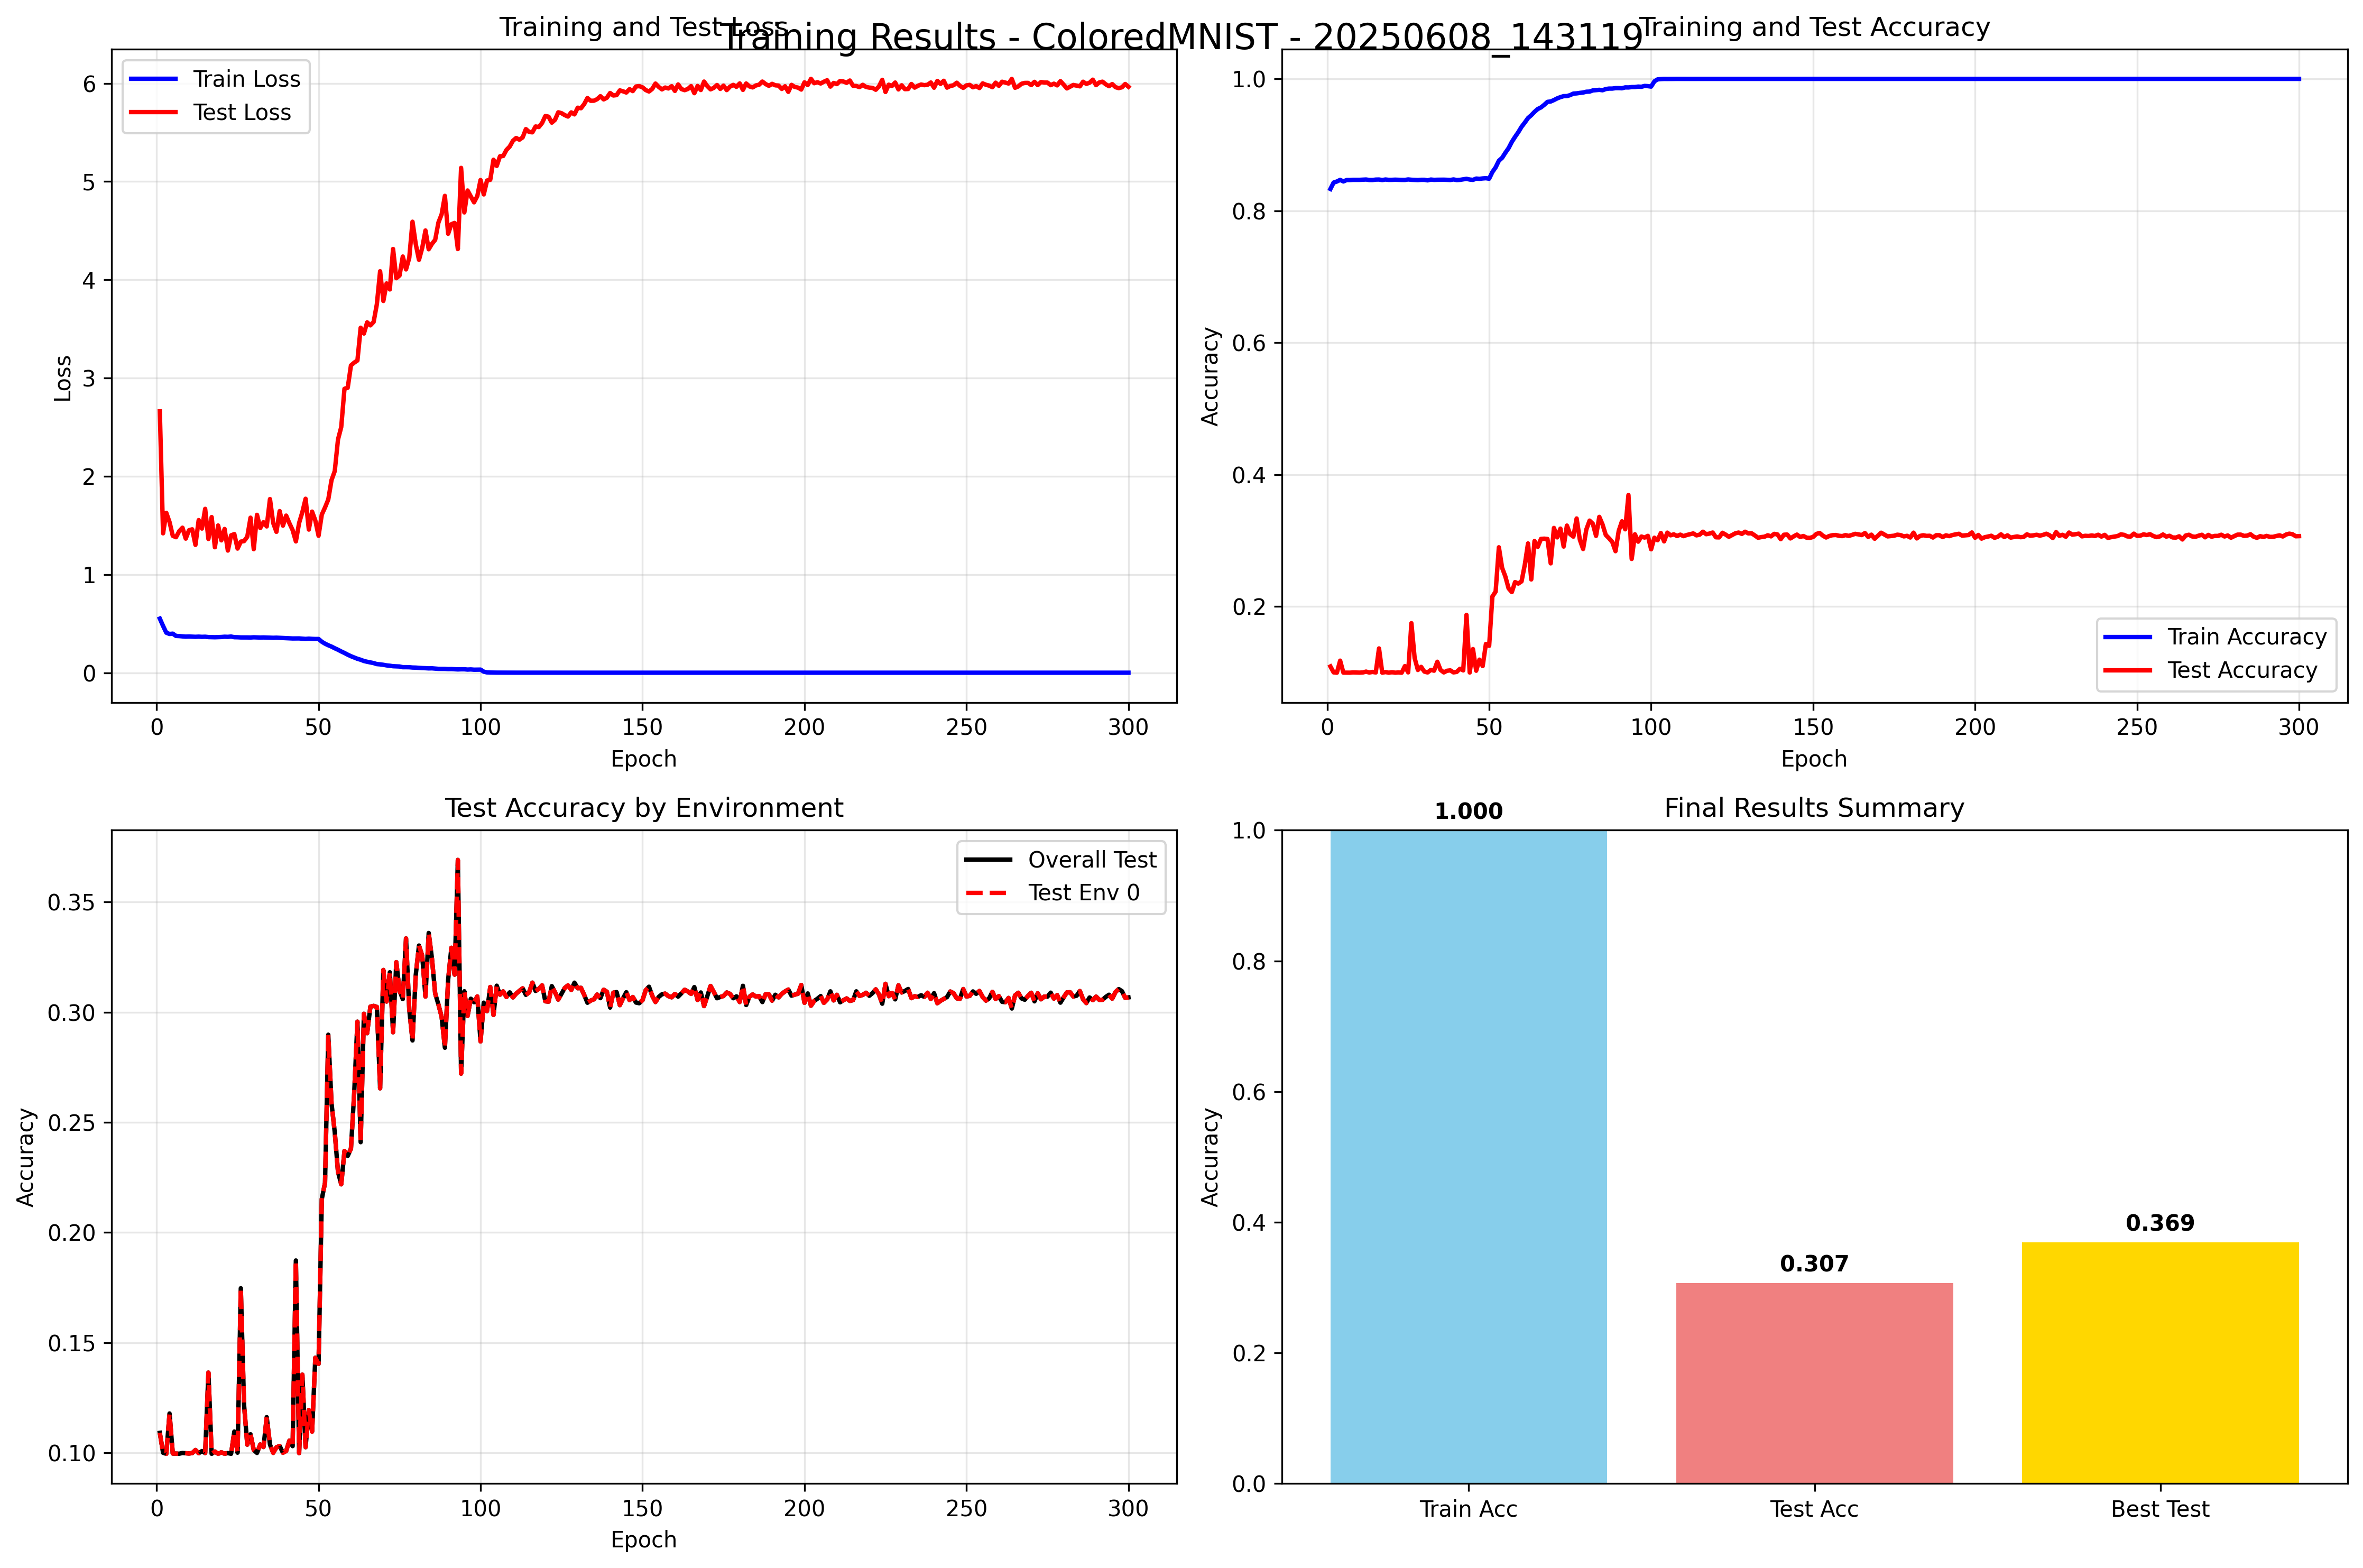 Training Results - ColoredMNIST - 20250608_143119
Training and Test Loss
Train Loss
Test Loss
6
5
4
3
2
1
0
Loss
0 50 100 150 200 250 300
Epoch
Training and Test Accuracy
1.0
0.8
0.6
0.4
0.2
Accuracy
Train Accuracy
Test Accuracy
0 50 100 150 200 250 300
Epoch
Test Accuracy by Environment
Overall Test
Test Env 0
0.35
0.30
0.25
0.20
0.15
0.10
Accuracy
0 50 100 150 200 250 300
Epoch
Final Results Summary
1.000
0.307
0.369
1.0
0.8
0.6
0.4
0.2
0.0
Accuracy
Train Acc Test Acc Best Test